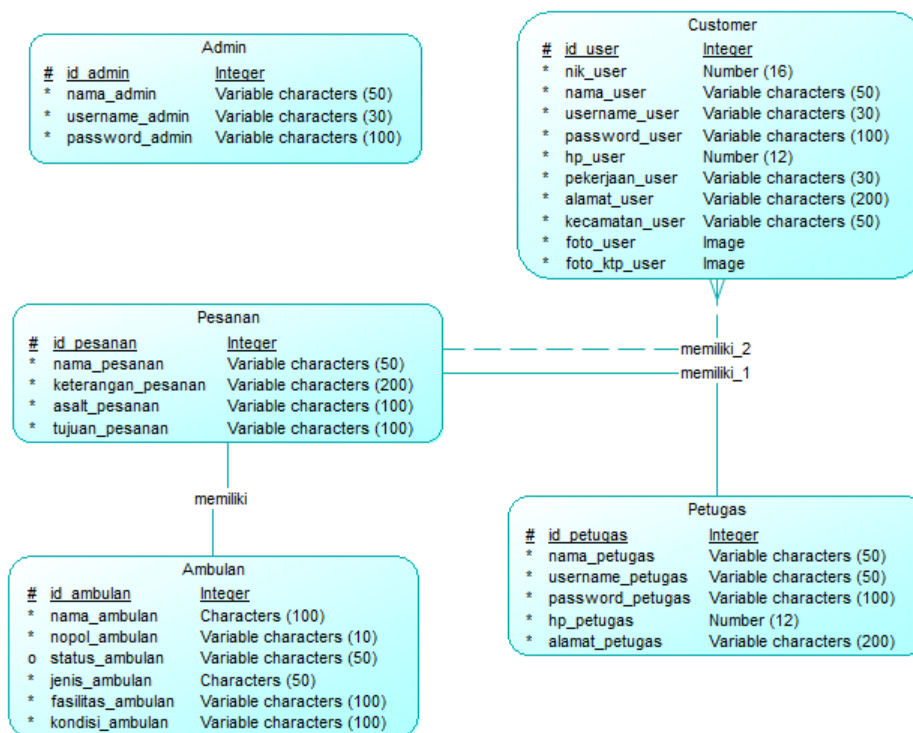 Admin
# id_admin Integer
* nama_admin Variable characters (50)
* username_admin Variable characters (30)
* password_admin Variable characters (100)
Customer
# id_user Integer
* nik_user Number (16)
* nama_user Variable characters (50)
* username_user Variable characters (30)
* password_user Variable characters (100)
* hp_user Number (12)
* pekerjaan_user Variable characters (30)
* alamat_user Variable characters (200)
* kecamatan_user Variable characters (50)
* foto_user Image
* foto_ktp_user Image
Pesanan
# id_pesanan Integer
* nama_pesanan Variable characters (50)
* keterangan_pesanan Variable characters (200)
* asalt_pesanan Variable characters (100)
* tujuan_pesanan Variable characters (100)
memiliki_2
memiliki_1
memiliki
Ambulan
# id_ambulan Integer
* nama_ambulan Characters (100)
* nopol_ambulan Variable characters (10)
o status_ambulan Variable characters (50)
* jenis_ambulan Characters (50)
* fasilitas_ambulan Variable characters (100)
* kondisi_ambulan Variable characters (100)
Petugas
# id_petugas Integer
* nama_petugas Variable characters (50)
* username_petugas Variable characters (50)
* password_petugas Variable characters (100)
* hp_petugas Number (12)
* alamat_petugas Variable characters (200)